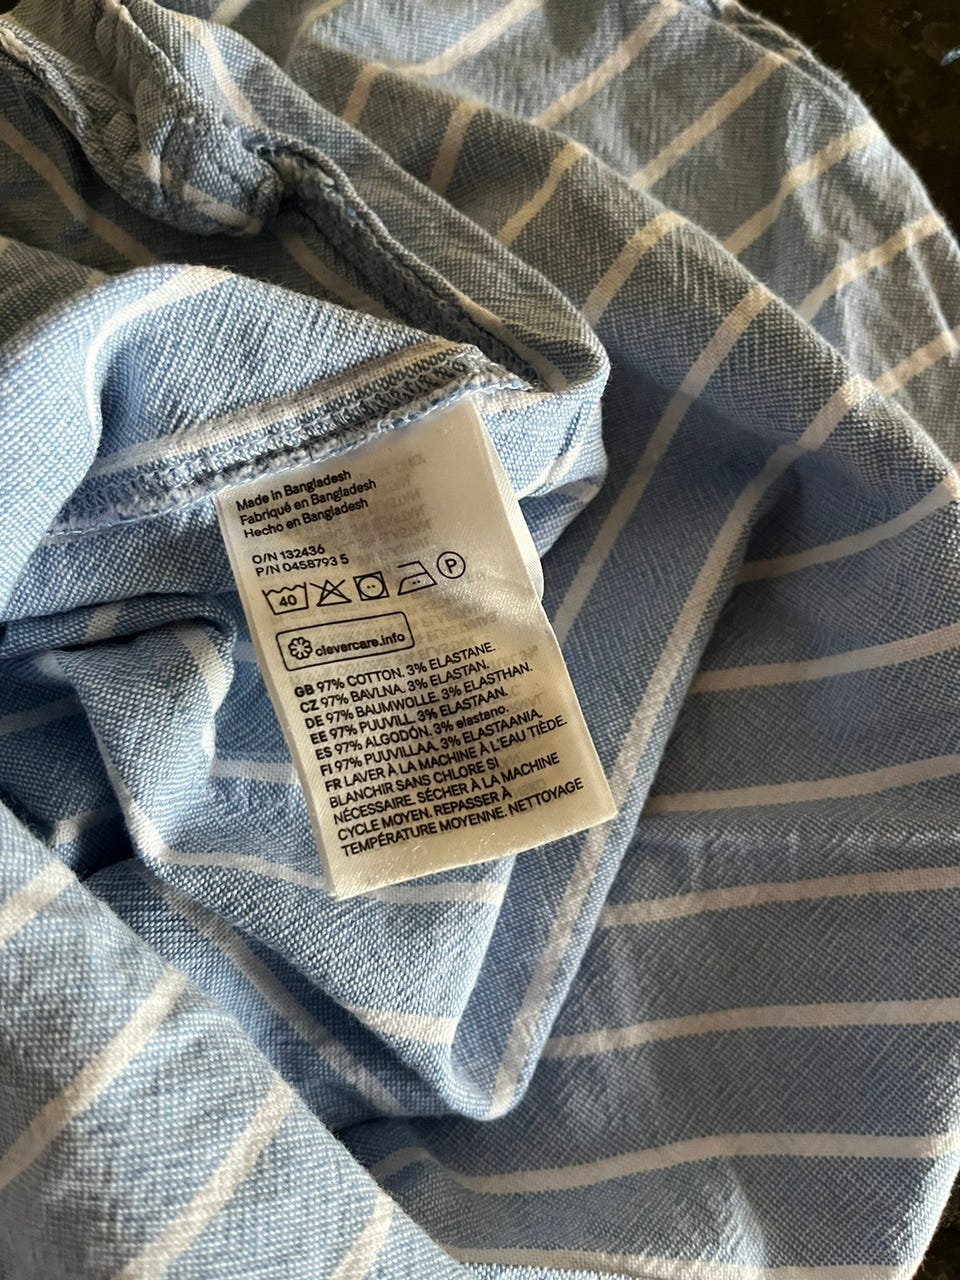 Made in Bangladesh
Fabriqué en Bangladesh
Hecho en Bangladesh
O/N 132436
P/N 0458793 5
40 P
clevercare.info
GB 97% COTTON. 3% ELASTANE.
CZ 97% BAVLNA. 3% ELASTAN.
DE 97% BAUMWOLLE. 3% ELASTHAN.
EE 97% PUUVILL. 3% ELASTAAN.
ES 97% ALGODÓN. 3% elastano.
FI 97% PUUVILLAA. 3% ELASTAANIA.
FR LAVER À LA MACHINE À L'EAU TIÈDE.
BLANCHIR SANS CHLORE SI
NÉCESSAIRE. SÉCHER À LA MACHINE
CYCLE MOYEN. REPASSER À
TEMPÉRATURE MOYENNE. NETTOYAGE